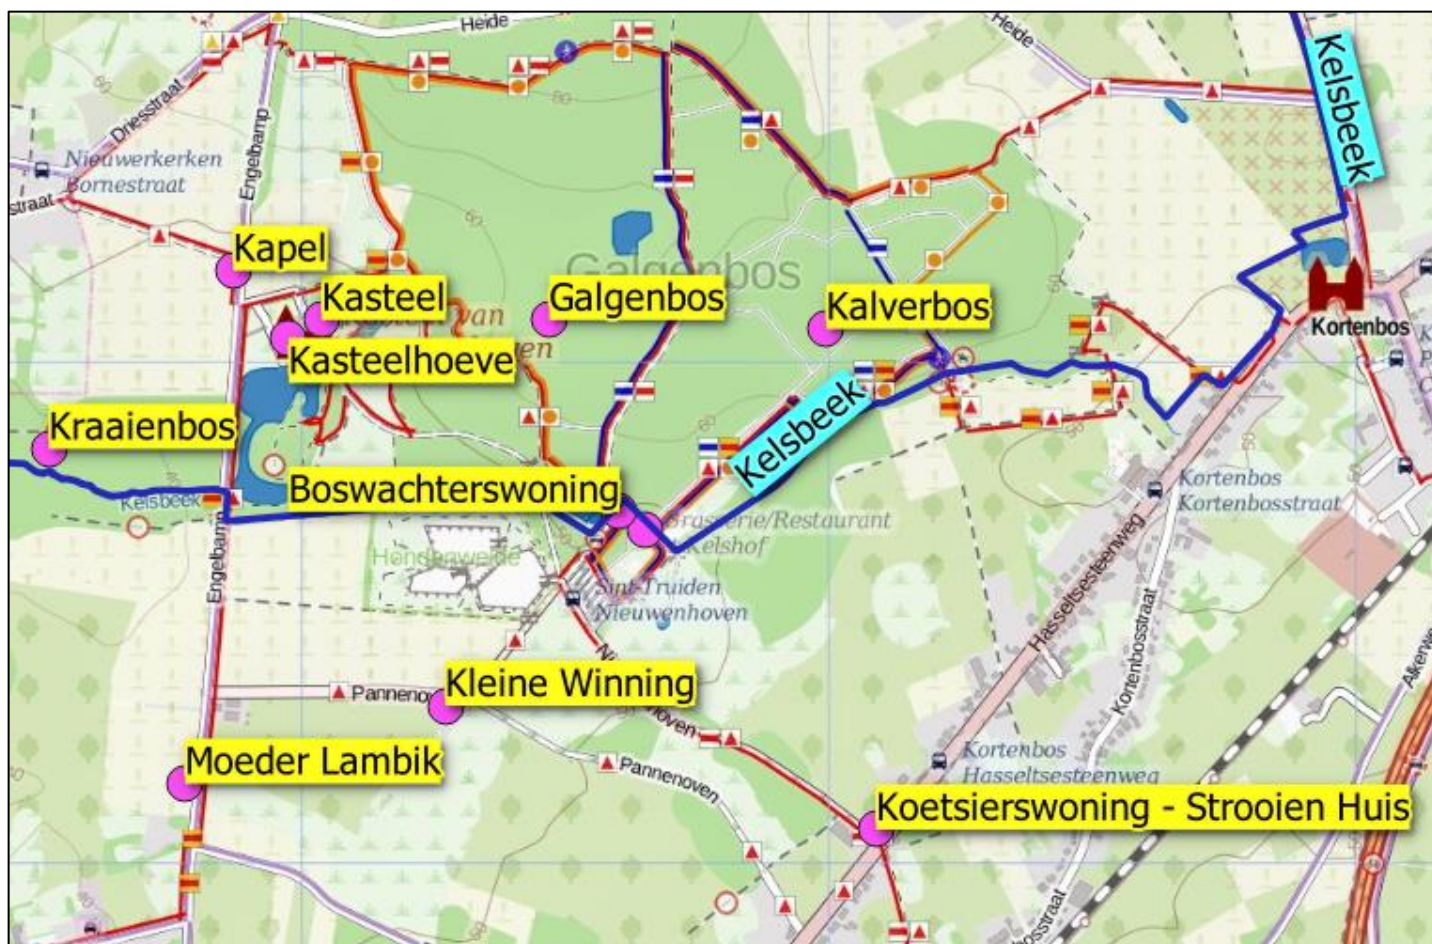 Heide
Heide
Driesstraat
Engelbamp
Kelsbeek
Nieuwerkerken
Bornestraat
straat
Kapel
Kasteel
Galgenbos
Galgenbos
Kalverbos
Kasteelhoeve
Kortenbos
Kraaienbos
Kelsbeek
Boswachterswoning
Kelsbeek
Brasserie/Restaurant
Kelshof
Kortenbos
Kortenbosstraat
Hondenweide
Engelbamp
Sint-Truiden
Nieuwenhoven
Hasseltsesteenweg
Kortenbosstraat
Kleine Winning
Moeder Lambik
Pannenoven
Kortenbos
Hasseltsesteenweg
Koetsierswoning - Strooien Huis